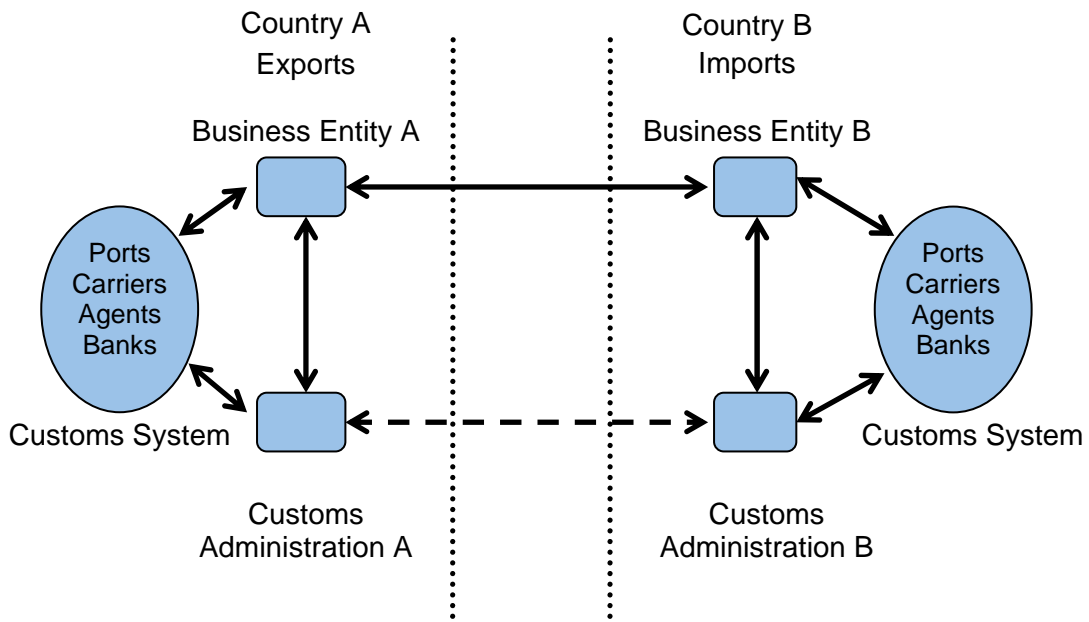 Country A
Exports
Country B
Imports
Business Entity A
Business Entity B
Ports
Carriers
Agents
Banks
Ports
Carriers
Agents
Banks
Customs System
Customs System
Customs
Administration A
Customs
Administration B